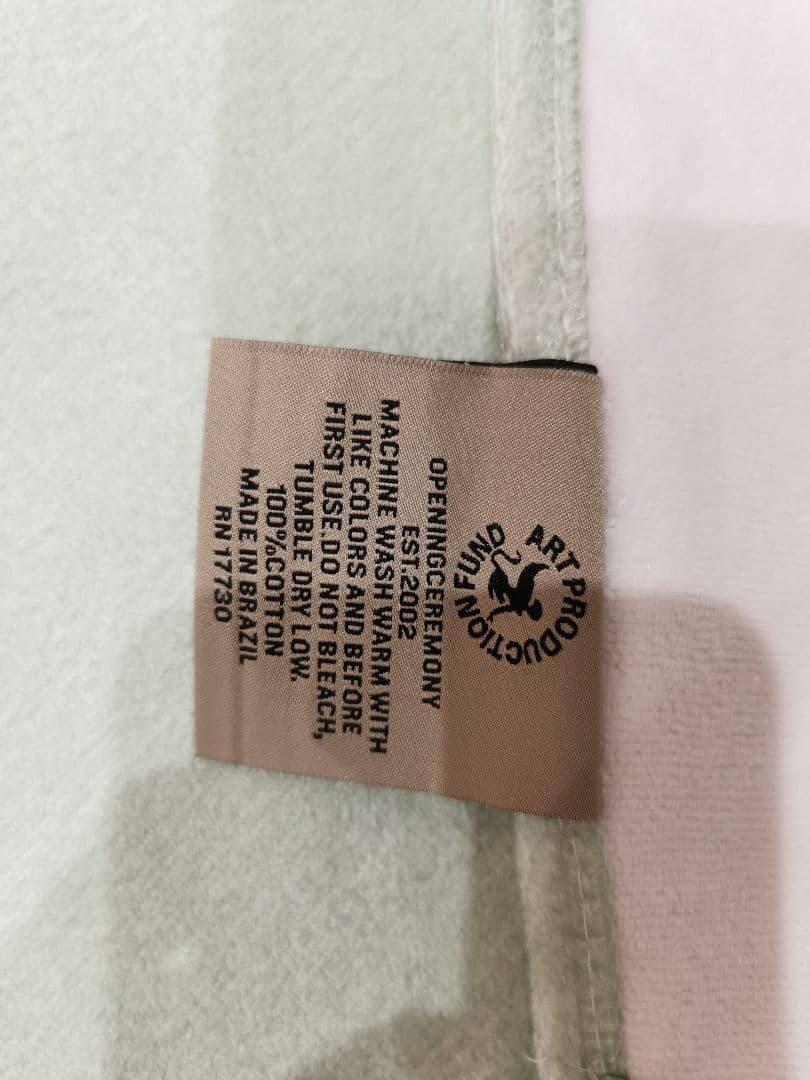 ART PRODUCTION FUND
OPENINGCEREMONY
EST.2002
MACHINE WASH WARM WITH
LIKE COLORS AND BEFORE
FIRST USE.DO NOT BLEACH,
TUMBLE DRY LOW.
100%COTTON
MADE IN BRAZIL
RN 17730